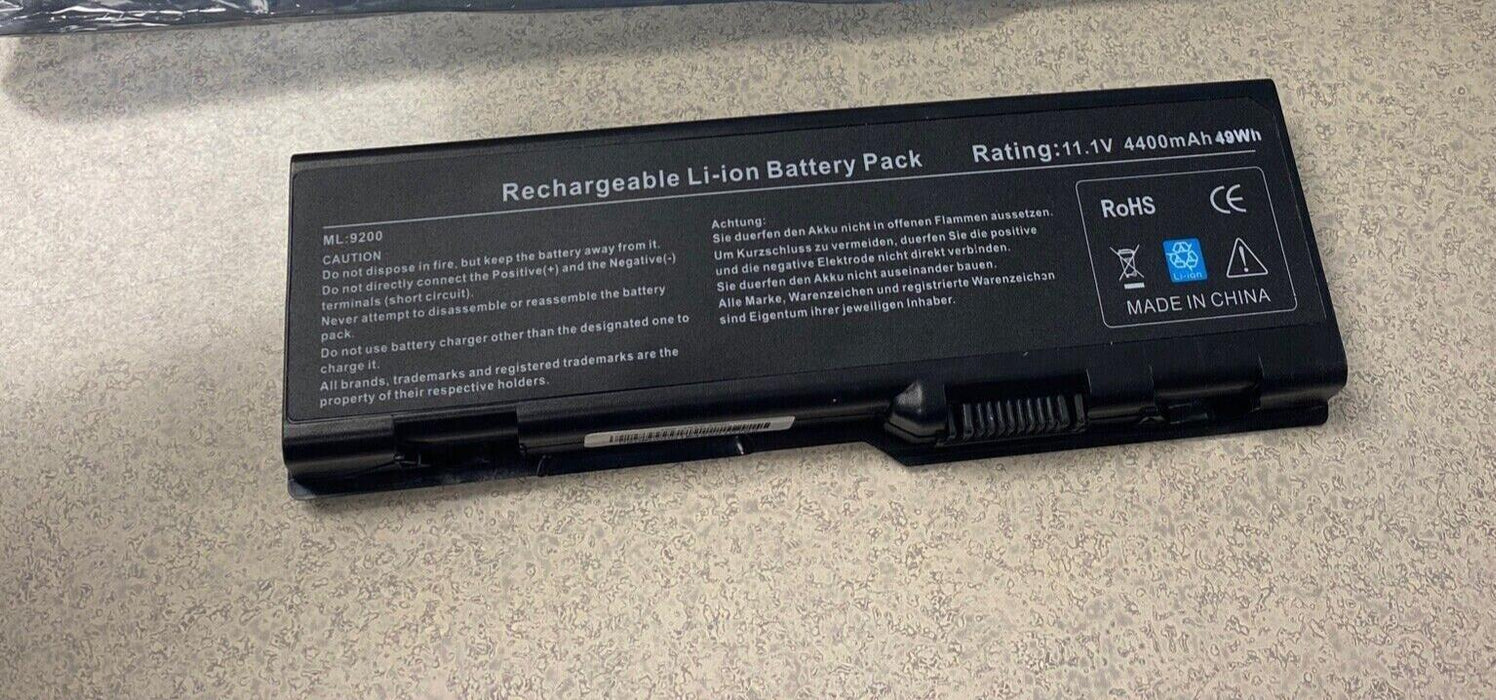 Rechargeable Li-ion Battery Pack
Rating:11.1V 4400mAh 49Wh
ML:9200
CAUTION
Do not dispose in fire, but keep the battery away from it.
Do not directly connect the Positive(+) and the Negative(-)
terminals (short circuit).
Never attempt to disassemble or reassemble the battery
pack.
Do not use battery charger other than the designated one to
charge it.
All brands, trademarks and registered trademarks are the
property of their respective holders.
Achtung:
Sie duerfen den Akku nicht in offenen Flammen aussetzen.
Um Kurzschluss zu vermeiden, duerfen Sie die positive
und die negative Elektrode nicht direkt verbinden.
Sie duerfen den Akku nicht auseinander bauen.
Alle Marke, Warenzeichen und registrierte Warenzeichan
sind Eigentum ihrer jeweiligen Inhaber.
RoHS CE
Li-ion
MADE IN CHINA